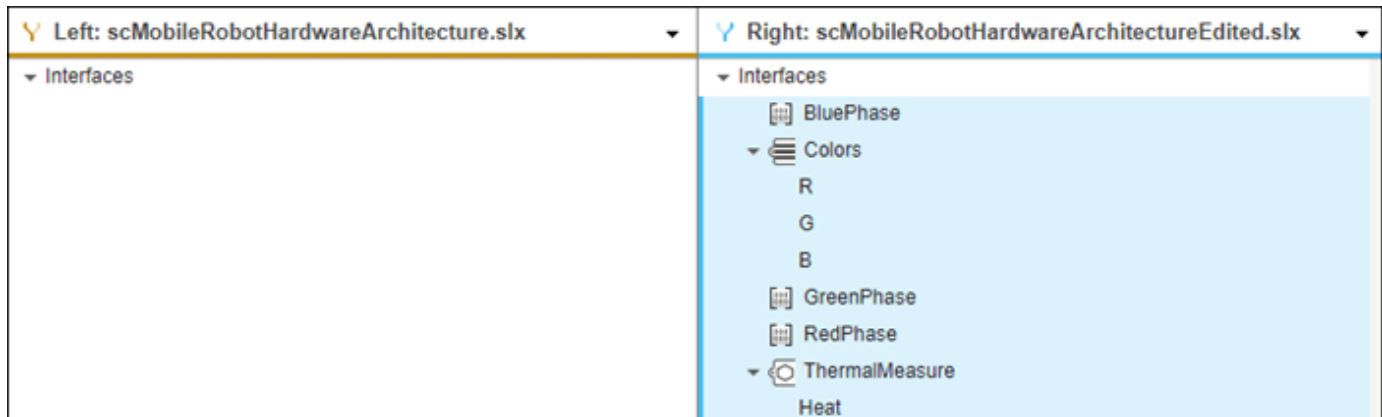 Left: scMobileRobotHardwareArchitecture.slx
Right: scMobileRobotHardwareArchitectureEdited.slx
Interfaces
Interfaces
BluePhase
Colors
R
G
B
GreenPhase
RedPhase
ThermalMeasure
Heat